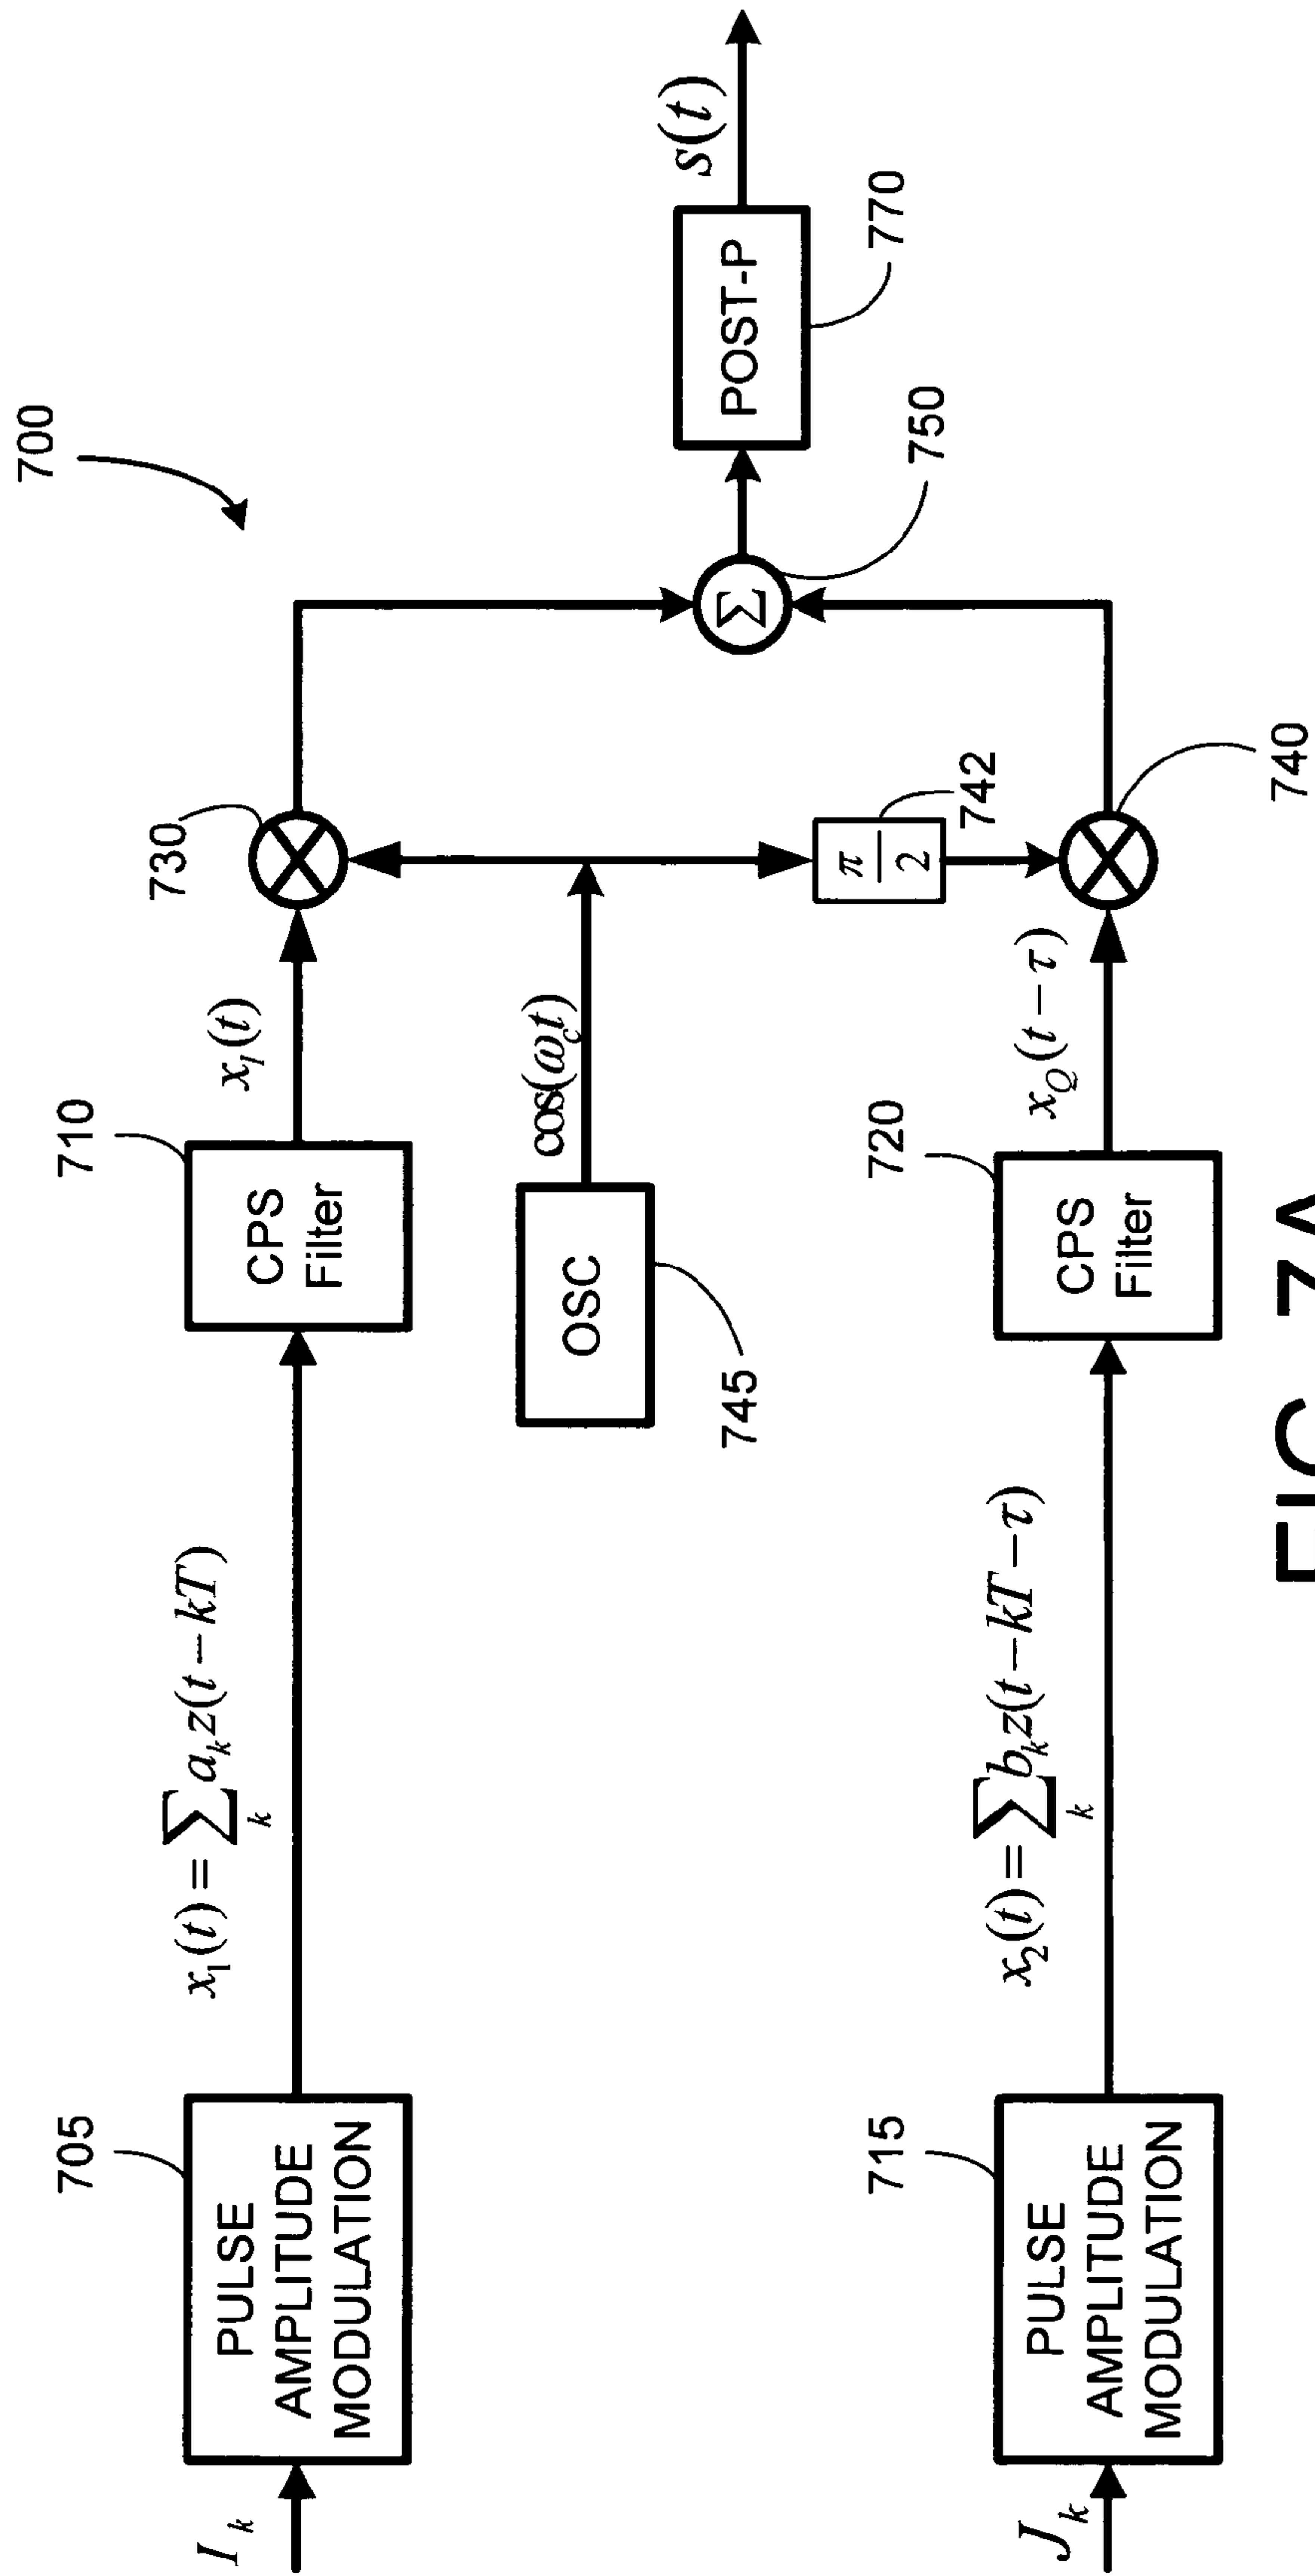 700
I_k
705
PULSE
AMPLITUDE
MODULATION
x_1(t) = ∑_k a_k z(t − kT)
710
CPS
Filter
x_I(t)
730
OSC
745
cos(ω_c t)
π/2
742
Σ
750
POST-P
770
s(t)
J_k
715
PULSE
AMPLITUDE
MODULATION
x_2(t) = ∑_k b_k z(t − kT − τ)
720
CPS
Filter
x_Q(t − τ)
740
FIG. 7A